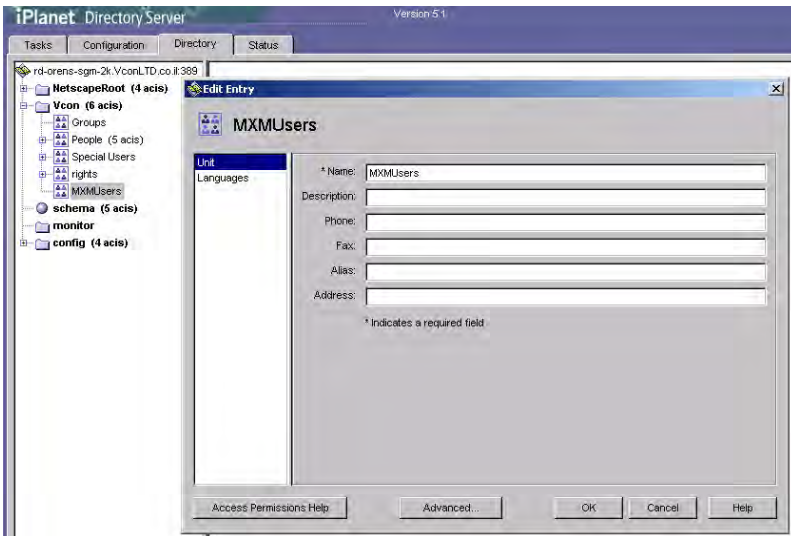 iPlanet Directory Server
Version 5.1
Tasks Configuration Directory Status
rd-orens-sgm-2k.VconLTD.co.il:389
NetscapeRoot (4 acis)
Vcon (6 acis)
Groups
People (5 acis)
Special Users
rights
MXMUsers
schema (5 acis)
monitor
config (4 acis)
Edit Entry
MXMUsers
Unit
Languages
* Name: MXMUsers
Description:
Phone:
Fax:
Alias:
Address:
* Indicates a required field
Access Permissions Help Advanced... OK Cancel Help